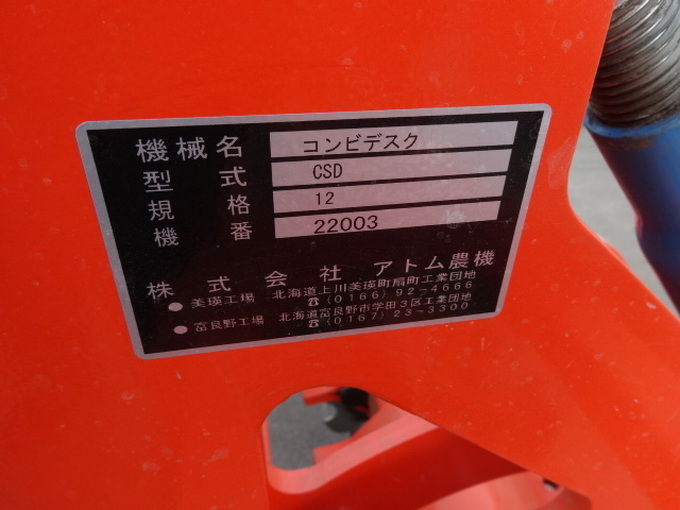 機械名 コンビデスク
型式 CSD
規格 12
機番 22003
株式会社 アトム農機
● 美瑛工場 北海道上川美瑛町扇町工業団地
☎(0166)92-4666
● 富良野工場 北海道富良野市学田3区工業団地
☎(0167)23-3300